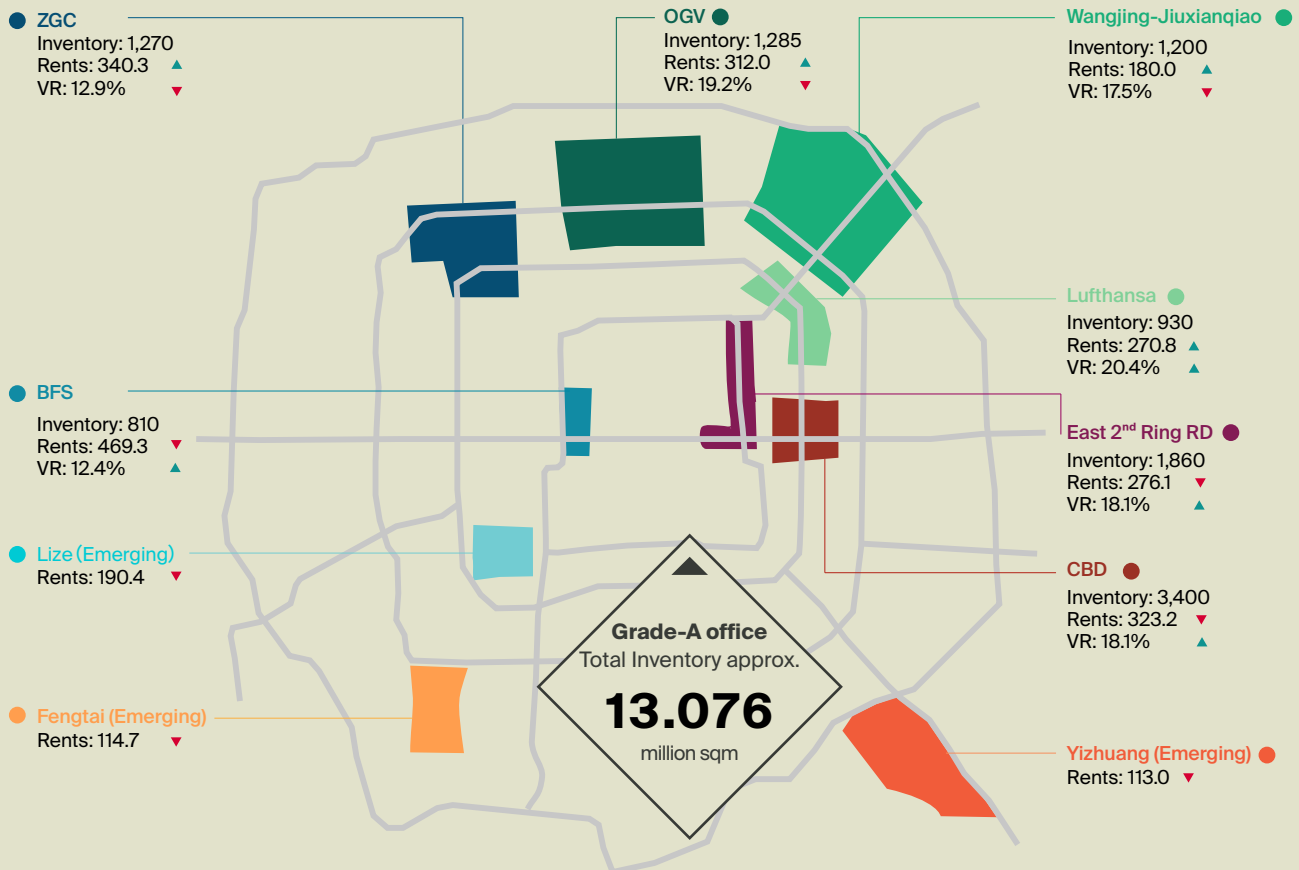 ZGC
Inventory: 1,270
Rents: 340.3
VR: 12.9%
OGV
Inventory: 1,285
Rents: 312.0
VR: 19.2%
Wangjing-Jiuxianqiao
Inventory: 1,200
Rents: 180.0
VR: 17.5%
Lufthansa
Inventory: 930
Rents: 270.8
VR: 20.4%
BFS
Inventory: 810
Rents: 469.3
VR: 12.4%
East 2nd Ring RD
Inventory: 1,860
Rents: 276.1
VR: 18.1%
Lize (Emerging)
Rents: 190.4
CBD
Inventory: 3,400
Rents: 323.2
VR: 18.1%
Grade-A office
Total Inventory approx.
13.076
million sqm
Fengtai (Emerging)
Rents: 114.7
Yizhuang (Emerging)
Rents: 113.0